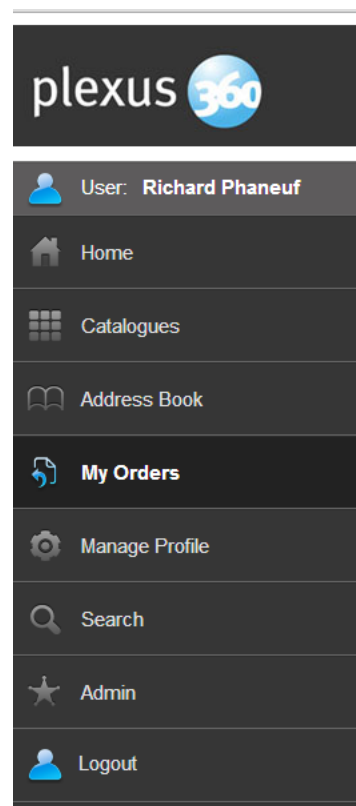 plexus 360
User: Richard Phaneuf
Home
Catalogues
Address Book
My Orders
Manage Profile
Search
Admin
Logout